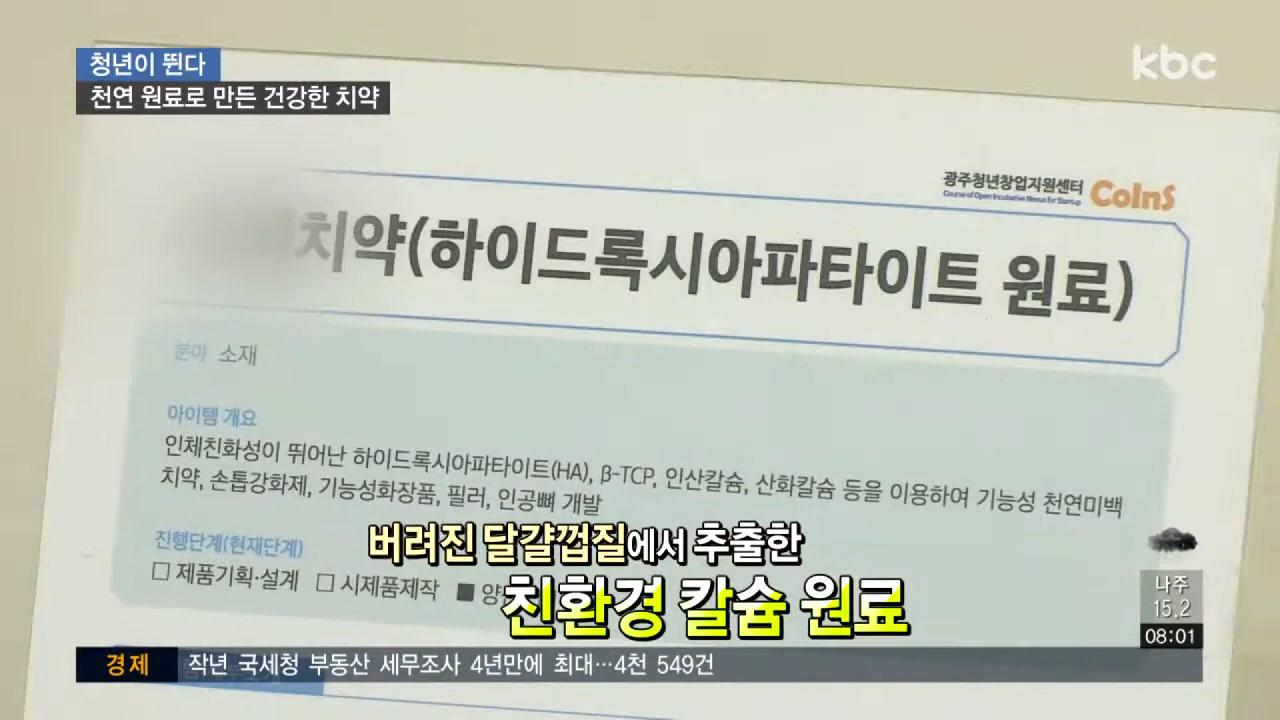 청년이 뛴다
천연 원료로 만든 건강한 치약
kbc
광주청년창업지원센터
Course of Open Incubative Nexus for Startup
CoInS
치약(하이드록시아파타이트 원료)
분야 소재
아이템 개요
인체친화성이 뛰어난 하이드록시아파타이트(HA), β-TCP, 인산칼슘, 산화칼슘 등을 이용하여 기능성 천연미백
치약, 손톱강화제, 기능성화장품, 필러, 인공뼈 개발
진행단계(현재단계)
□ 제품기획·설계 □ 시제품제작 ■ 양
버려진 달걀껍질에서 추출한
친환경 칼슘 원료
나주
15.2
08:01
경제 작년 국세청 부동산 세무조사 4년만에 최대…4천 549건